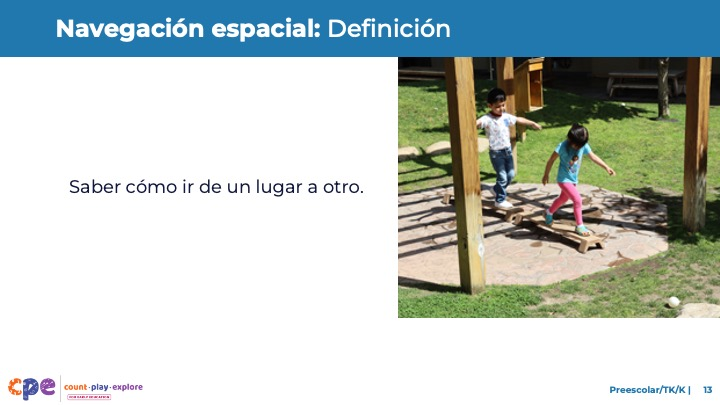 Navegación espacial: Definición
Saber cómo ir de un lugar a otro.
cpe
count·play·explore
Preescolar/TK/K | 13